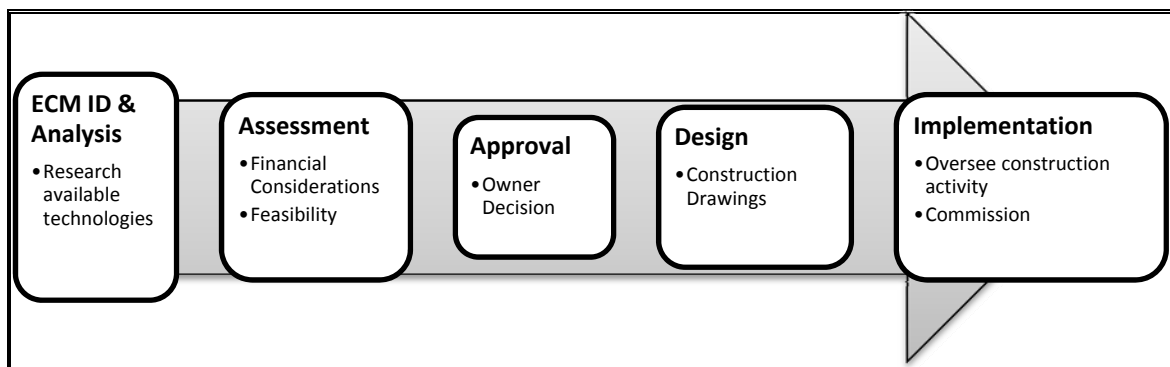 ECM ID &
Analysis
•Research
available
technologies
Assessment
•Financial
Considerations
•Feasibility
Approval
•Owner
Decision
Design
•Construction
Drawings
Implementation
•Oversee construction
activity
•Commission